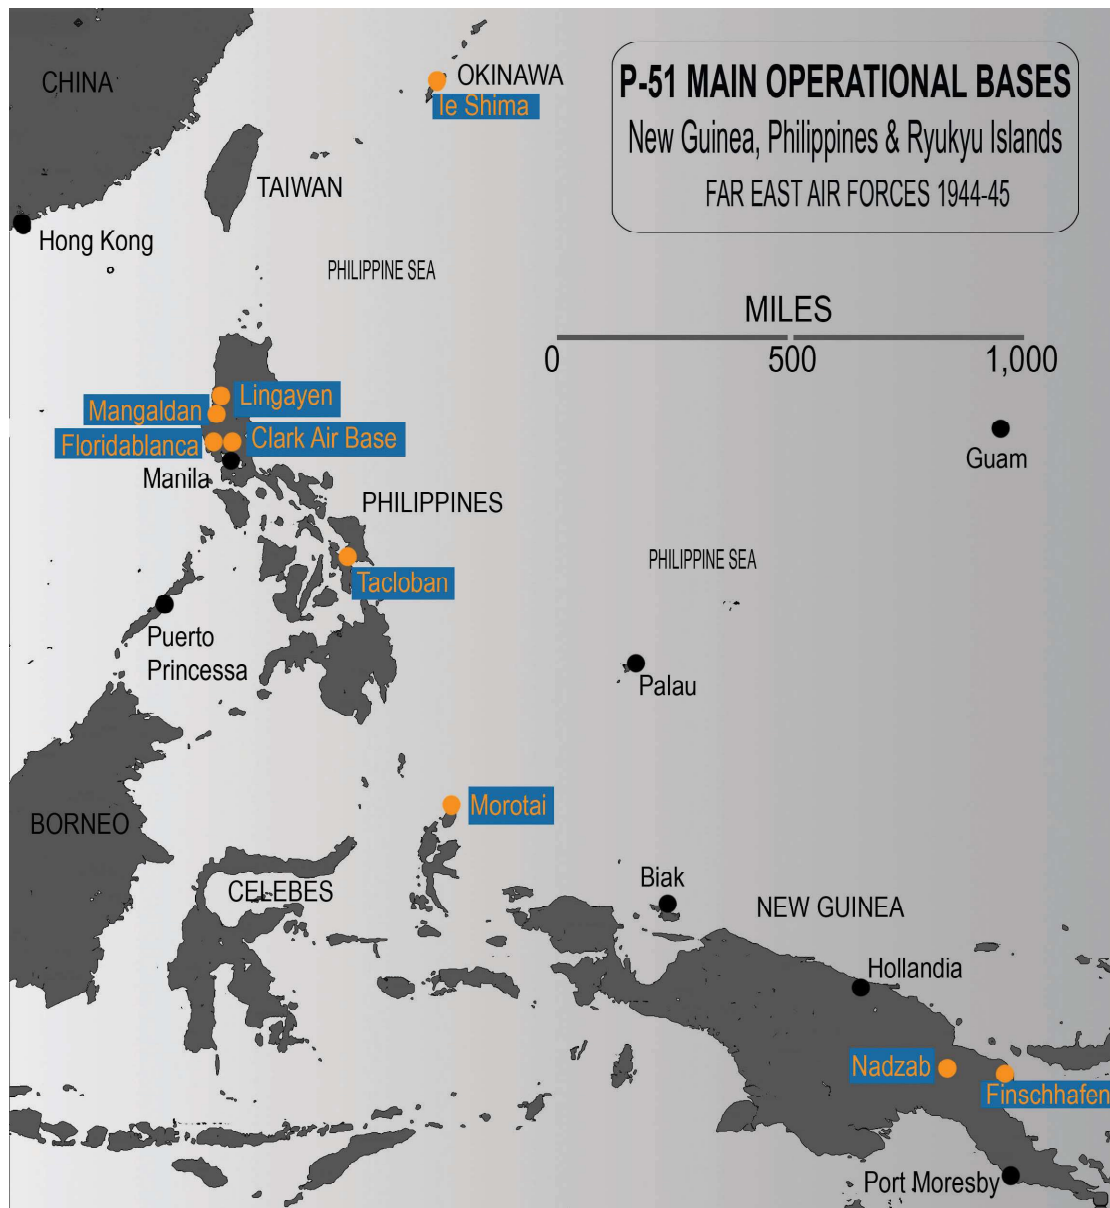 CHINA
OKINAWA
Ie Shima
P-51 MAIN OPERATIONAL BASES
New Guinea, Philippines & Ryukyu Islands
FAR EAST AIR FORCES 1944-45
TAIWAN
Hong Kong
PHILIPPINE SEA
MILES
0 500 1,000
Lingayen
Mangaldan
Floridablanca
Clark Air Base
Manila
Guam
PHILIPPINES
PHILIPPINE SEA
Tacloban
Puerto
Princessa
Palau
Morotai
BORNEO
CELEBES
Biak
NEW GUINEA
Hollandia
Nadzab
Finschhafen
Port Moresby